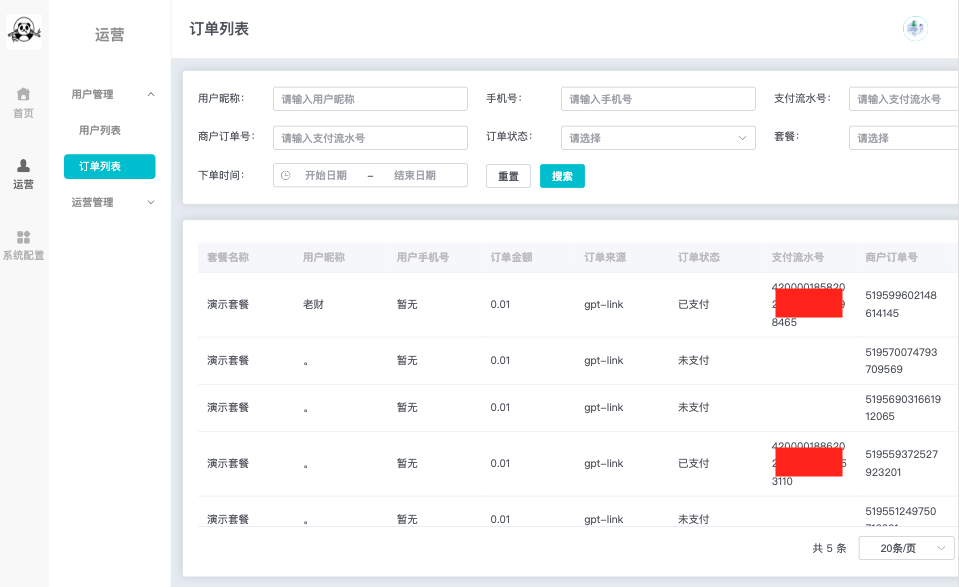 运营
订单列表
首页
运营
系统配置
用户管理
用户列表
订单列表
运营管理
用户昵称: 请输入用户昵称 手机号: 请输入手机号 支付流水号: 请输入支付流水号
商户订单号: 请输入支付流水号 订单状态: 请选择 套餐: 请选择
下单时间: 开始日期 – 结束日期 重置 搜索
套餐名称 用户昵称 用户手机号 订单金额 订单来源 订单状态 支付流水号 商户订单号
演示套餐 老财 暂无 0.01 gpt-link 已支付
420000185820
8465
519599602148
614145
演示套餐 。 暂无 0.01 gpt-link 未支付
519570074793
709569
演示套餐 。 暂无 0.01 gpt-link 未支付
5195690316619
12065
演示套餐 。 暂无 0.01 gpt-link 已支付
420000188620
3110
519559372527
923201
演示套餐 。 暂无 0.01 gpt-link 未支付
519551249750
共 5 条 20条/页